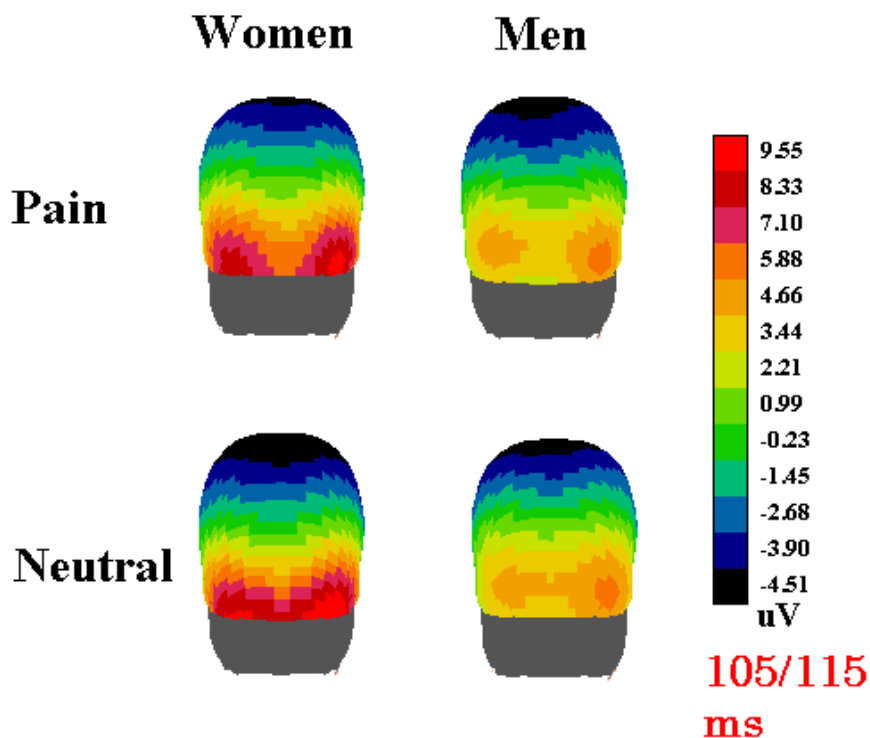 Women Men
Pain
Neutral
9.55
8.33
7.10
5.88
4.66
3.44
2.21
0.99
-0.23
-1.45
-2.68
-3.90
-4.51
uV
105/115
ms